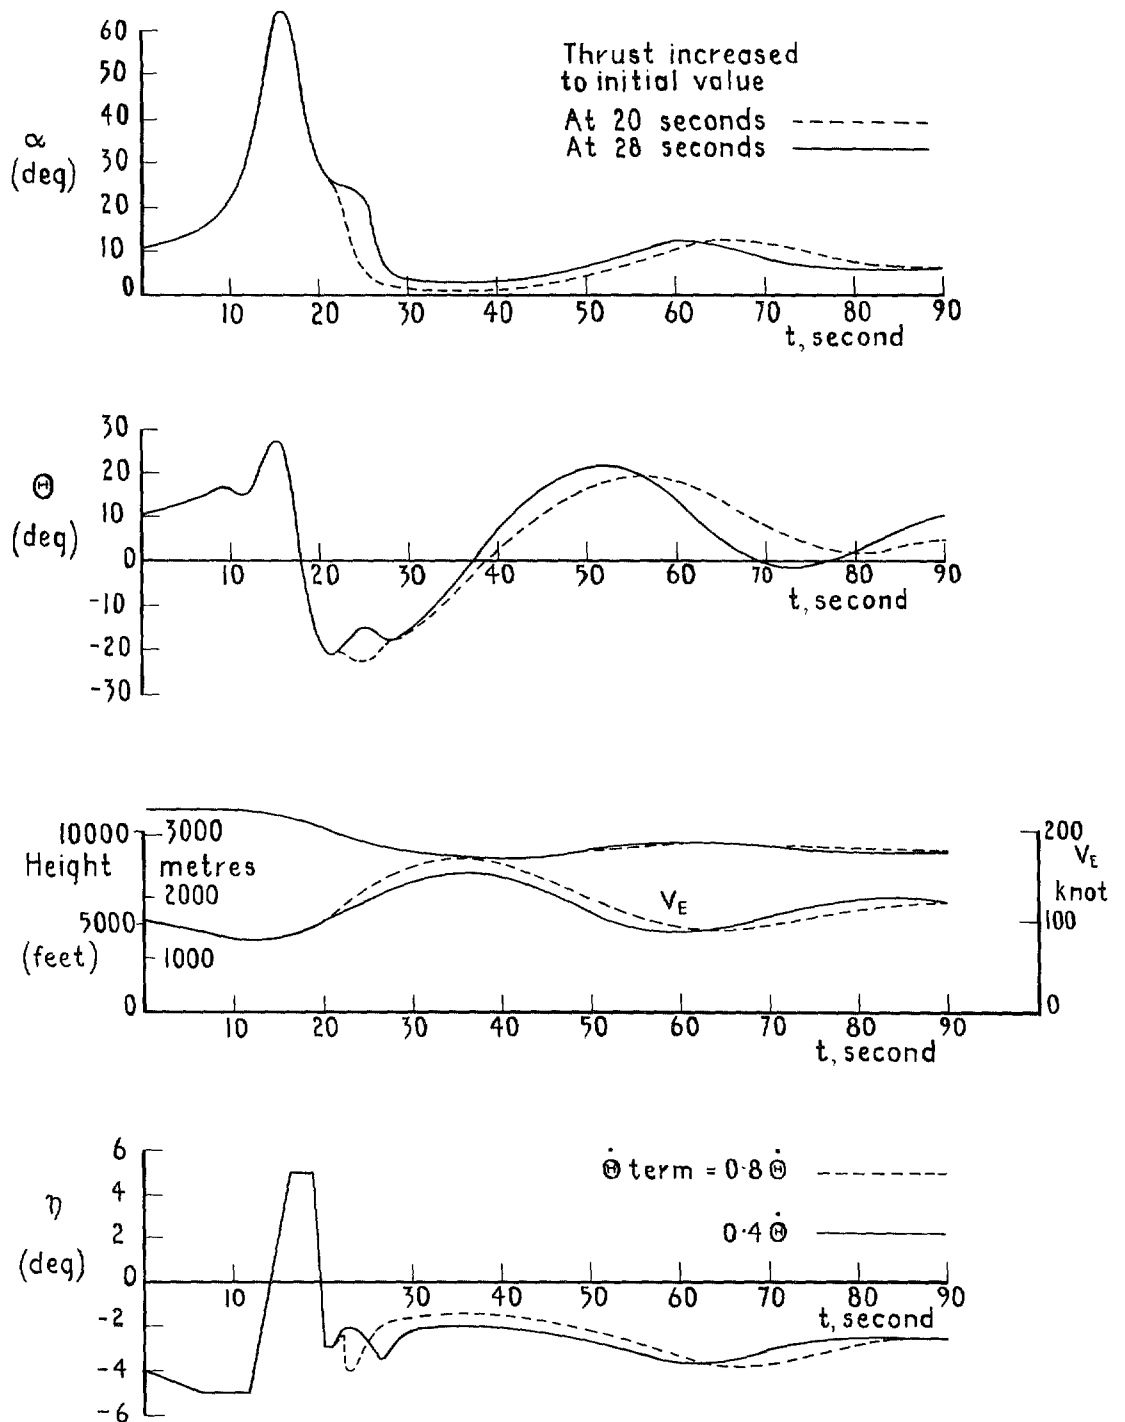 60
50
40
30
20
10
0
α
(deg)
Thrust increased
to initial value
At 20 seconds
At 28 seconds
10 20 30 40 50 60 70 80 90
t, second
30
20
10
0
-10
-20
-30
Θ
(deg)
10 20 30 40 50 60 70 80 90
t, second
10000
5000
0
Height
(feet)
3000
metres
2000
1000
V_E
200
V_E
knot
100
0
10 20 30 40 50 60 70 80 90
t, second
6
4
2
0
-2
-4
-6
η
(deg)
Θ̇ term = 0·8 Θ̇
0·4 Θ̇
10 20 30 40 50 60 70 80 90
t, second